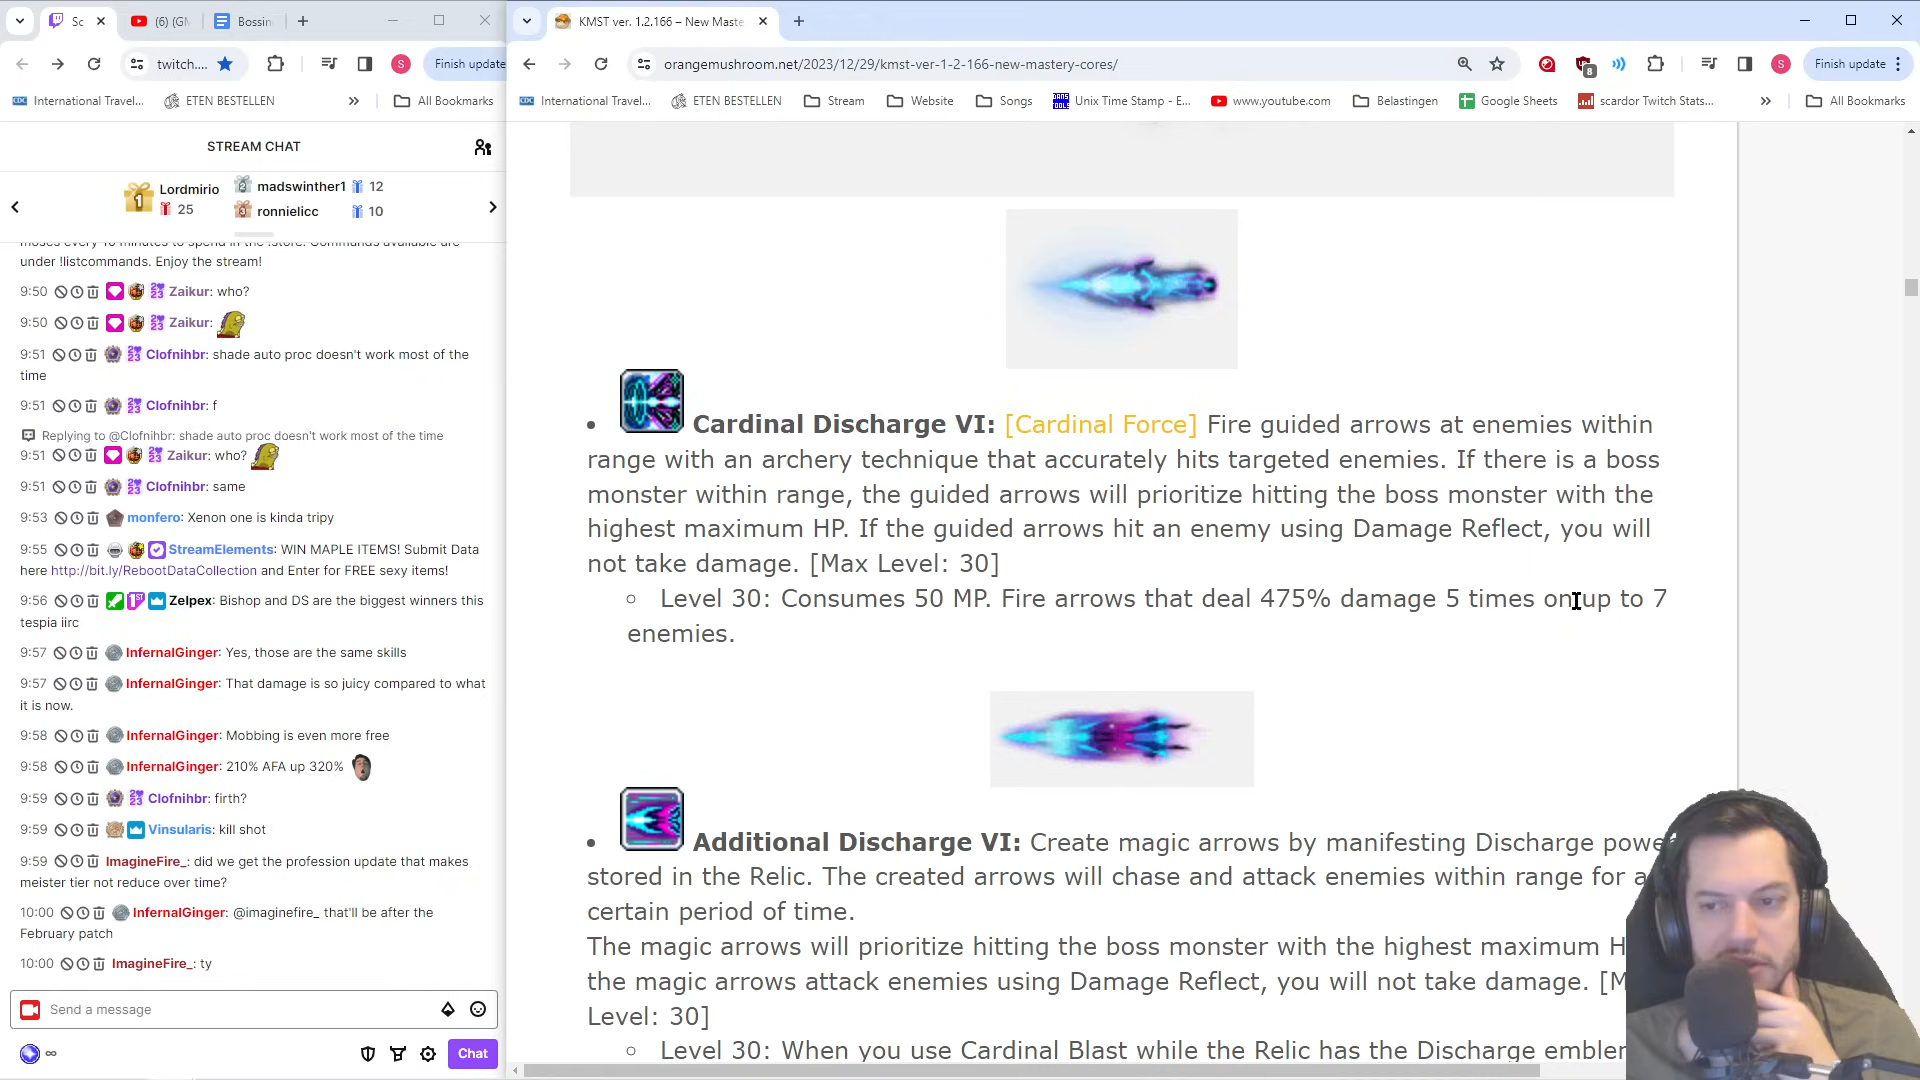 Sc
(6) (GM
Bossin
KMST ver. 1.2.166 – New Maste
twitch....
S
Finish update
orangemushroom.net/2023/12/29/kmst-ver-1-2-166-new-mastery-cores/
8
S
Finish update
International Travel...
ETEN BESTELLEN
»
All Bookmarks
International Travel...
ETEN BESTELLEN
Stream
Website
Songs
Unix Time Stamp - E...
www.youtube.com
Belastingen
Google Sheets
scardor Twitch Stats...
»
All Bookmarks
STREAM CHAT
1 Lordmirio 25
2 madswinther1 12
3 ronnielicc 10
under !listcommands. Enjoy the stream!
9:50 Zaikur: who?
9:50 Zaikur:
9:51 Clofnihbr: shade auto proc doesn't work most of the
time
9:51 Clofnihbr: f
Replying to @Clofnihbr: shade auto proc doesn't work most of the time
9:51 Zaikur: who?
9:51 Clofnihbr: same
9:53 monfero: Xenon one is kinda tripy
9:55 StreamElements: WIN MAPLE ITEMS! Submit Data
here http://bit.ly/RebootDataCollection and Enter for FREE sexy items!
9:56 Zelpex: Bishop and DS are the biggest winners this
tespia iirc
9:57 InfernalGinger: Yes, those are the same skills
9:57 InfernalGinger: That damage is so juicy compared to what
it is now.
9:58 InfernalGinger: Mobbing is even more free
9:58 InfernalGinger: 210% AFA up 320%
9:59 Clofnihbr: firth?
9:59 Vinsularis: kill shot
9:59 ImagineFire_: did we get the profession update that makes
meister tier not reduce over time?
10:00 InfernalGinger: @imaginefire_ that'll be after the
February patch
10:00 ImagineFire_: ty
Send a message
∞
Chat
• Cardinal Discharge VI: [Cardinal Force] Fire guided arrows at enemies within
range with an archery technique that accurately hits targeted enemies. If there is a boss
monster within range, the guided arrows will prioritize hitting the boss monster with the
highest maximum HP. If the guided arrows hit an enemy using Damage Reflect, you will
not take damage. [Max Level: 30]
○ Level 30: Consumes 50 MP. Fire arrows that deal 475% damage 5 times on up to 7
enemies.
• Additional Discharge VI: Create magic arrows by manifesting Discharge power
stored in the Relic. The created arrows will chase and attack enemies within range for a
certain period of time.
The magic arrows will prioritize hitting the boss monster with the highest maximum H
the magic arrows attack enemies using Damage Reflect, you will not take damage. [M
Level: 30]
○ Level 30: When you use Cardinal Blast while the Relic has the Discharge emblem